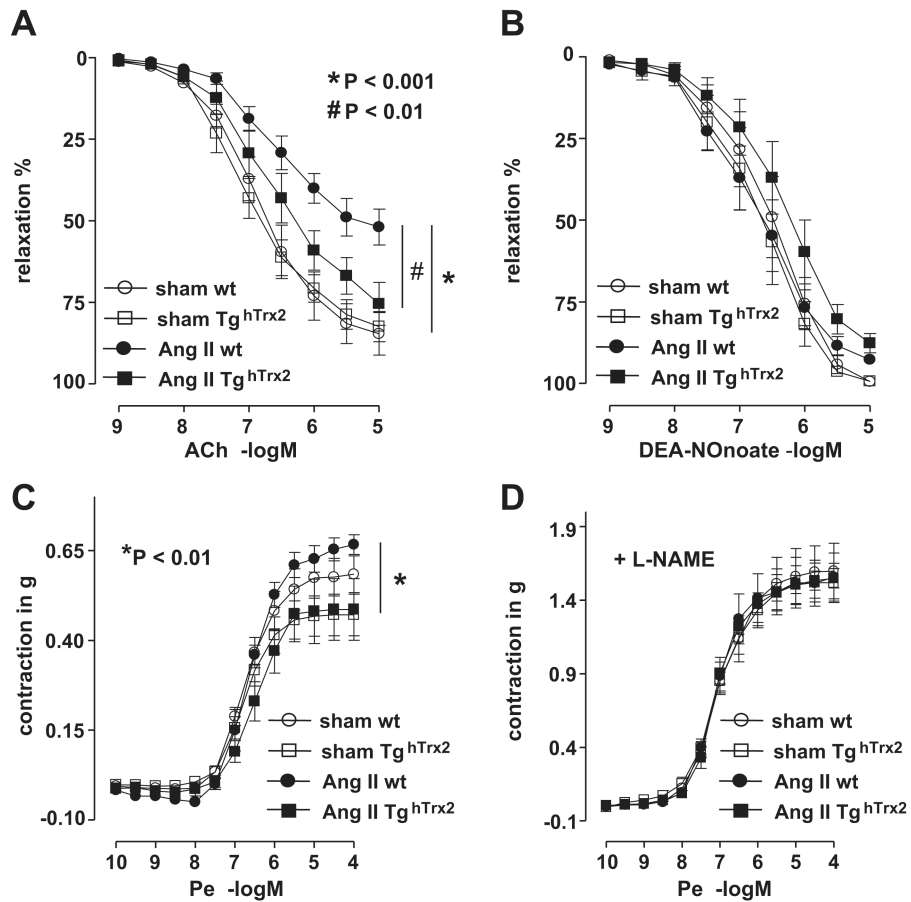 A
0
25
50
75
100
relaxation %
*P < 0.001
#P < 0.01
#
*
sham wt
sham Tg hTrx2
Ang II wt
Ang II Tg hTrx2
9 8 7 6 5
ACh -logM
B
0
25
50
75
100
relaxation %
sham wt
sham Tg hTrx2
Ang II wt
Ang II Tg hTrx2
9 8 7 6 5
DEA-NOnoate -logM
C
0.65
0.40
0.15
-0.10
contraction in g
*P < 0.01
*
sham wt
sham Tg hTrx2
Ang II wt
Ang II Tg hTrx2
10 9 8 7 6 5 4
Pe -logM
D
1.9
1.4
0.9
0.4
-0.1
contraction in g
+ L-NAME
sham wt
sham Tg hTrx2
Ang II wt
Ang II Tg hTrx2
10 9 8 7 6 5 4
Pe -logM